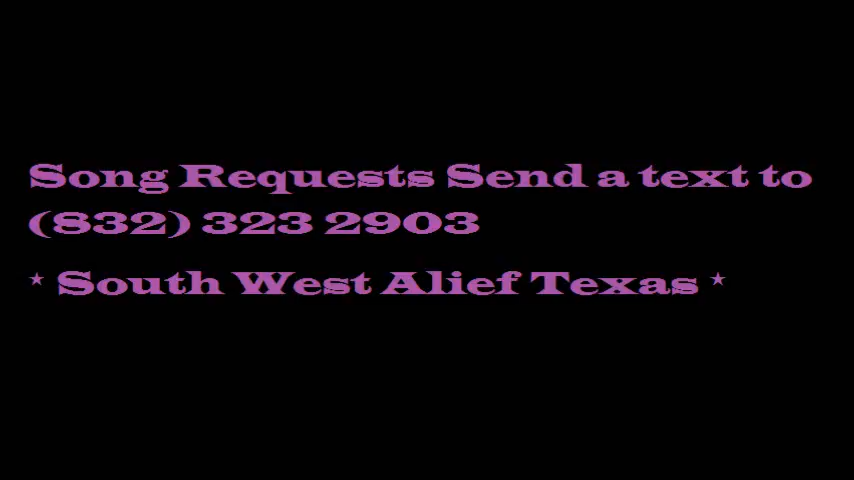 Song Requests Send a text to
(832) 323 2903
* South West Alief Texas *